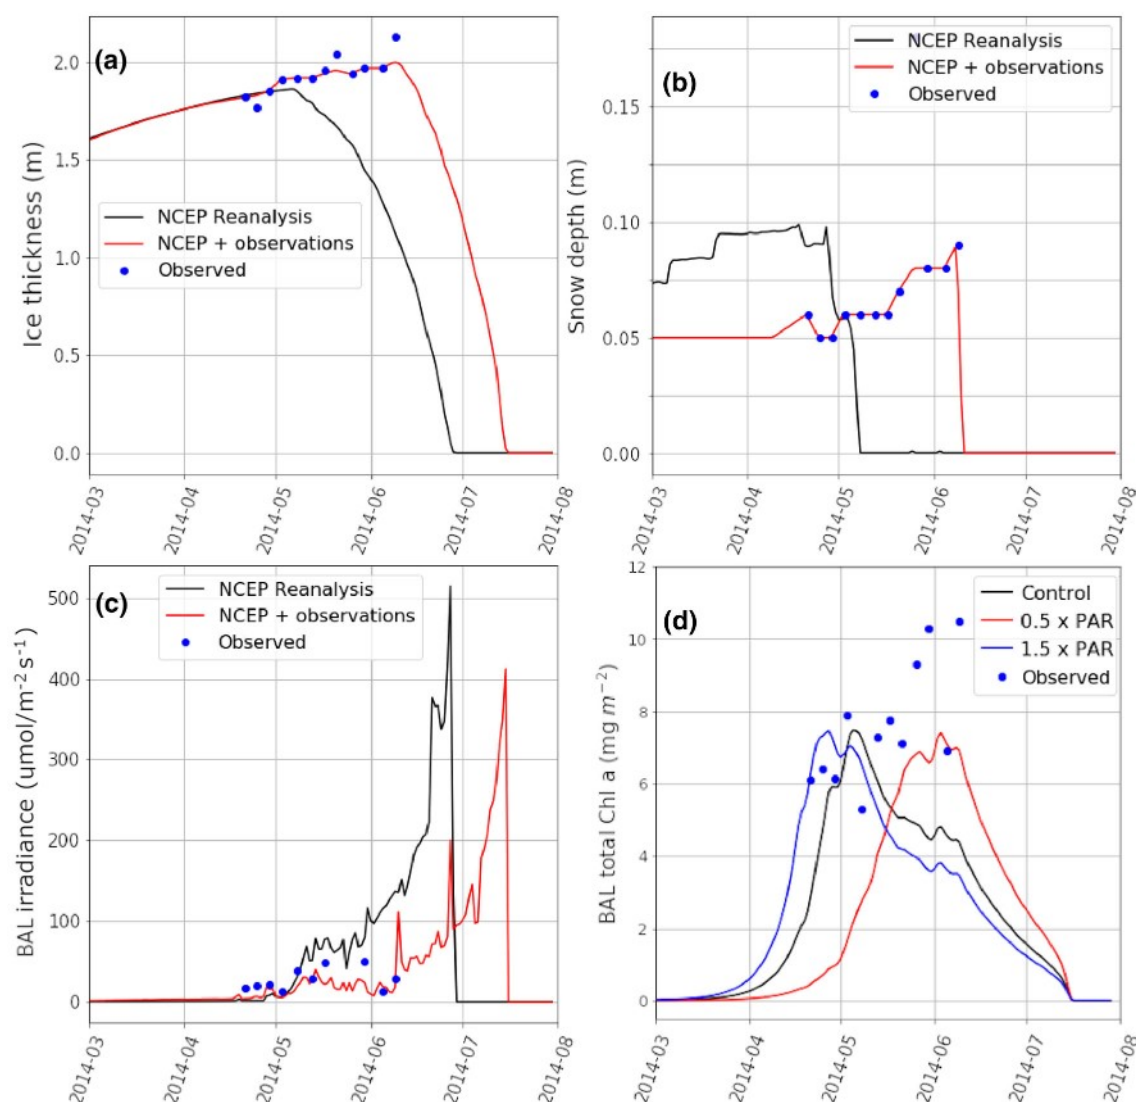 (a)
Ice thickness (m)
2.0
1.5
1.0
0.5
0.0
NCEP Reanalysis
NCEP + observations
Observed
2014-03
2014-04
2014-05
2014-06
2014-07
2014-08
(b)
Snow depth (m)
0.15
0.10
0.05
0.00
NCEP Reanalysis
NCEP + observations
Observed
2014-03
2014-04
2014-05
2014-06
2014-07
2014-08
(c)
BAL irradiance (umol/m⁻² s⁻¹)
500
400
300
200
100
0
NCEP Reanalysis
NCEP + observations
Observed
2014-03
2014-04
2014-05
2014-06
2014-07
2014-08
(d)
BAL total Chl a (mg m⁻²)
12
10
8
6
4
2
0
Control
0.5 x PAR
1.5 x PAR
Observed
2014-03
2014-04
2014-05
2014-06
2014-07
2014-08